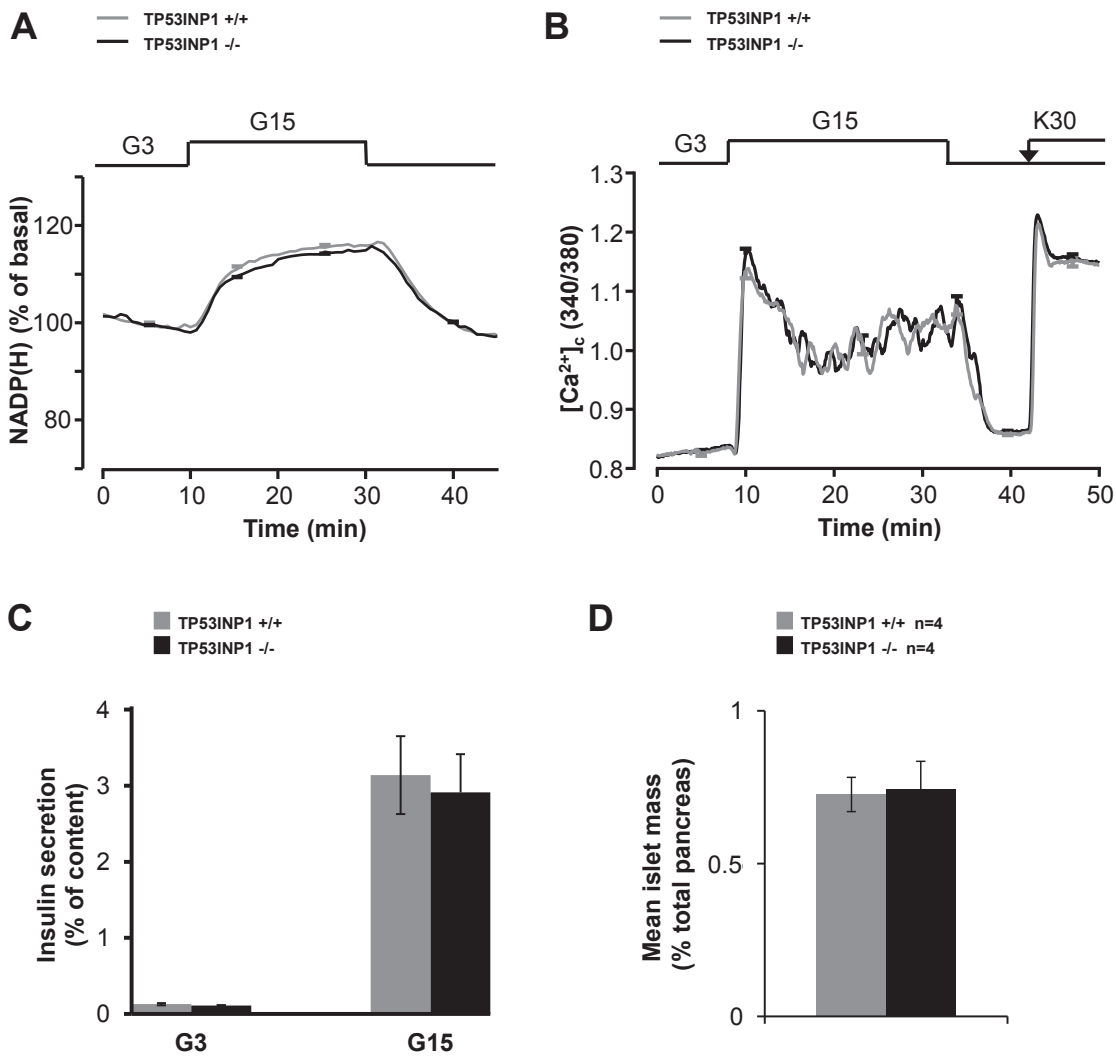 A
TP53INP1 +/+
TP53INP1 -/-
G3
G15
NADP(H) (% of basal)
120
100
80
0
10
20
30
40
Time (min)
B
TP53INP1 +/+
TP53INP1 -/-
G3
G15
K30
[Ca²⁺]c (340/380)
1.3
1.2
1.1
1.0
0.9
0.8
0
10
20
30
40
50
Time (min)
C
TP53INP1 +/+
TP53INP1 -/-
Insulin secretion
(% of content)
4
3
2
1
0
G3
G15
D
TP53INP1 +/+ n=4
TP53INP1 -/- n=4
Mean islet mass
(% total pancreas)
1
0.5
0